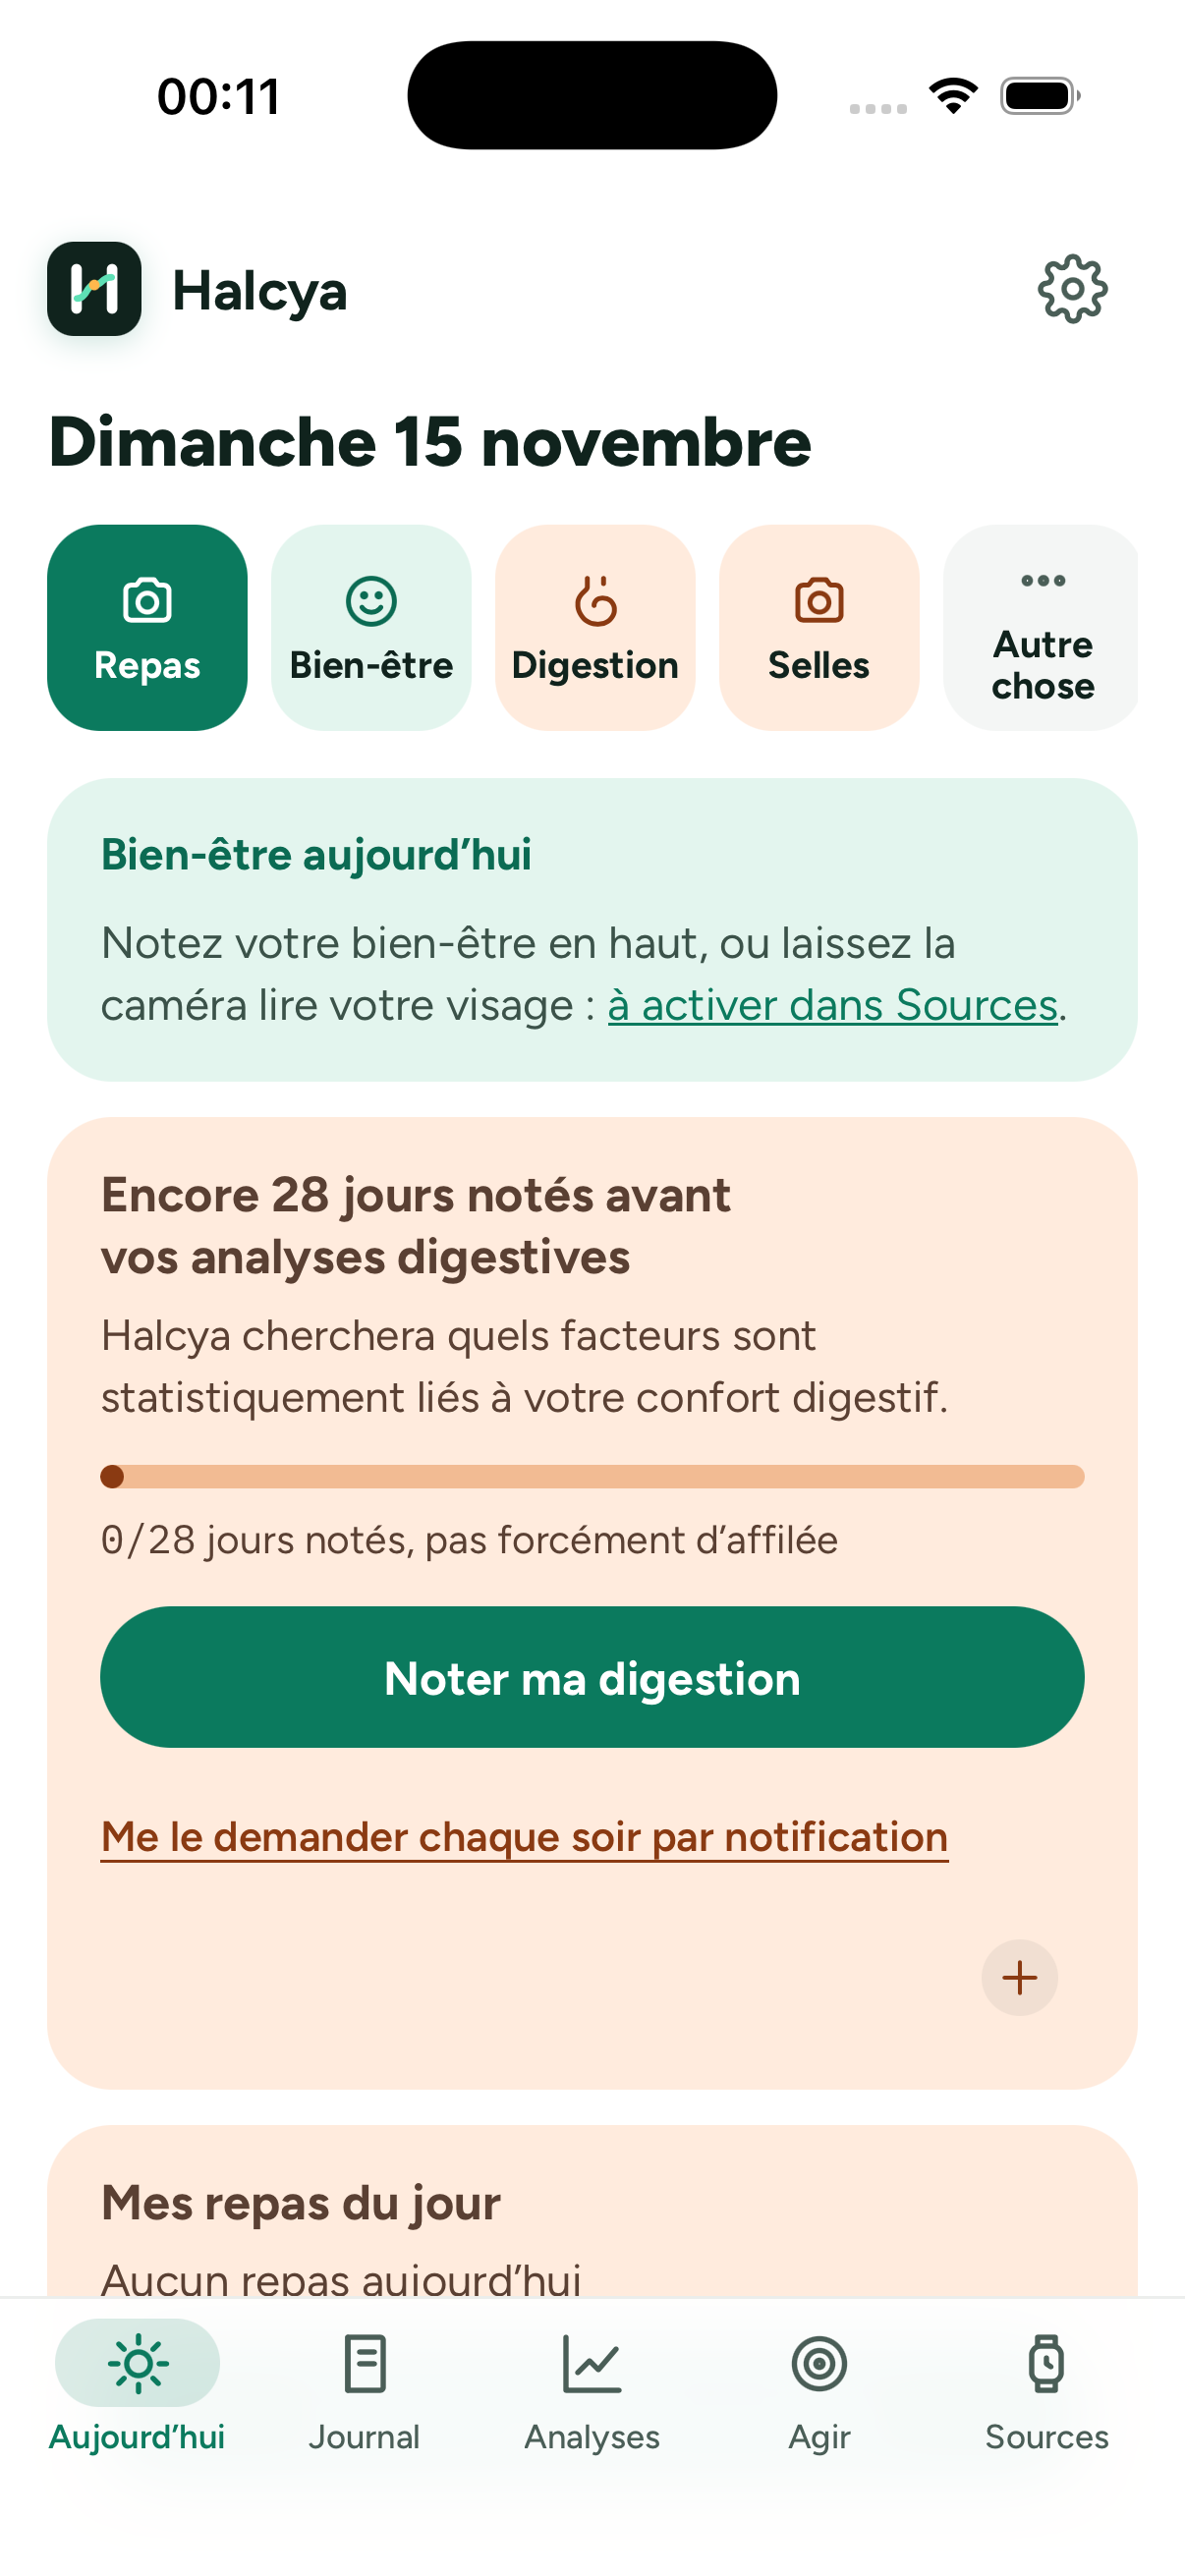 00:11
Halcya
Dimanche 15 novembre
Repas
Bien-être
Digestion
Selles
Autre
chose
Bien-être aujourd’hui
Notez votre bien-être en haut, ou laissez la
caméra lire votre visage : à activer dans Sources.
Encore 28 jours notés avant
vos analyses digestives
Halcya cherchera quels facteurs sont
statistiquement liés à votre confort digestif.
0/28 jours notés, pas forcément d’affilée
Noter ma digestion
Me le demander chaque soir par notification
Mes repas du jour
Aucun repas aujourd’hui
Aujourd’hui
Journal
Analyses
Agir
Sources